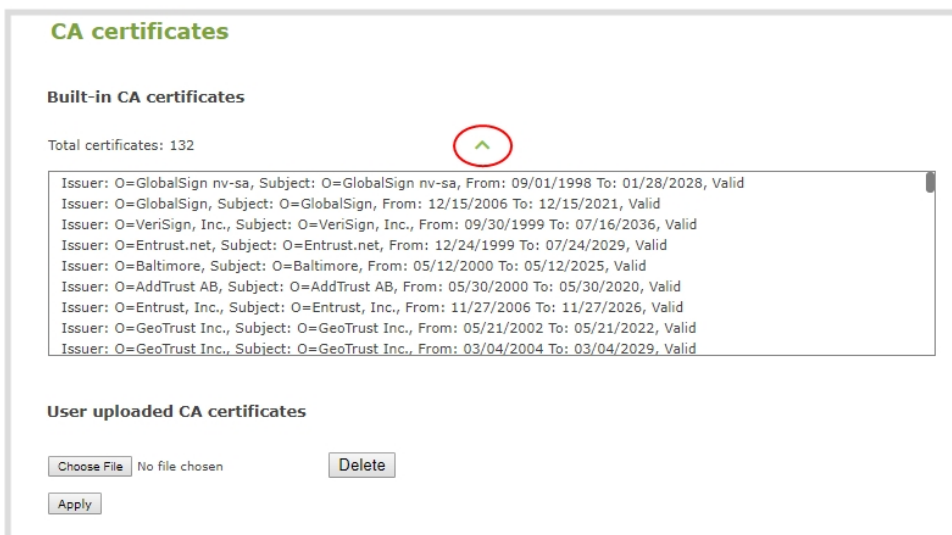 CA certificates
Built-in CA certificates
Total certificates: 132
Issuer: O=GlobalSign nv-sa, Subject: O=GlobalSign nv-sa, From: 09/01/1998 To: 01/28/2028, Valid
Issuer: O=GlobalSign, Subject: O=GlobalSign, From: 12/15/2006 To: 12/15/2021, Valid
Issuer: O=VeriSign, Inc., Subject: O=VeriSign, Inc., From: 09/30/1999 To: 07/16/2036, Valid
Issuer: O=Entrust.net, Subject: O=Entrust.net, From: 12/24/1999 To: 07/24/2029, Valid
Issuer: O=Baltimore, Subject: O=Baltimore, From: 05/12/2000 To: 05/12/2025, Valid
Issuer: O=AddTrust AB, Subject: O=AddTrust AB, From: 05/30/2000 To: 05/30/2020, Valid
Issuer: O=Entrust, Inc., Subject: O=Entrust, Inc., From: 11/27/2006 To: 11/27/2026, Valid
Issuer: O=GeoTrust Inc., Subject: O=GeoTrust Inc., From: 05/21/2002 To: 05/21/2022, Valid
Issuer: O=GeoTrust Inc., Subject: O=GeoTrust Inc., From: 03/04/2004 To: 03/04/2029, Valid
User uploaded CA certificates
Choose File No file chosen Delete
Apply